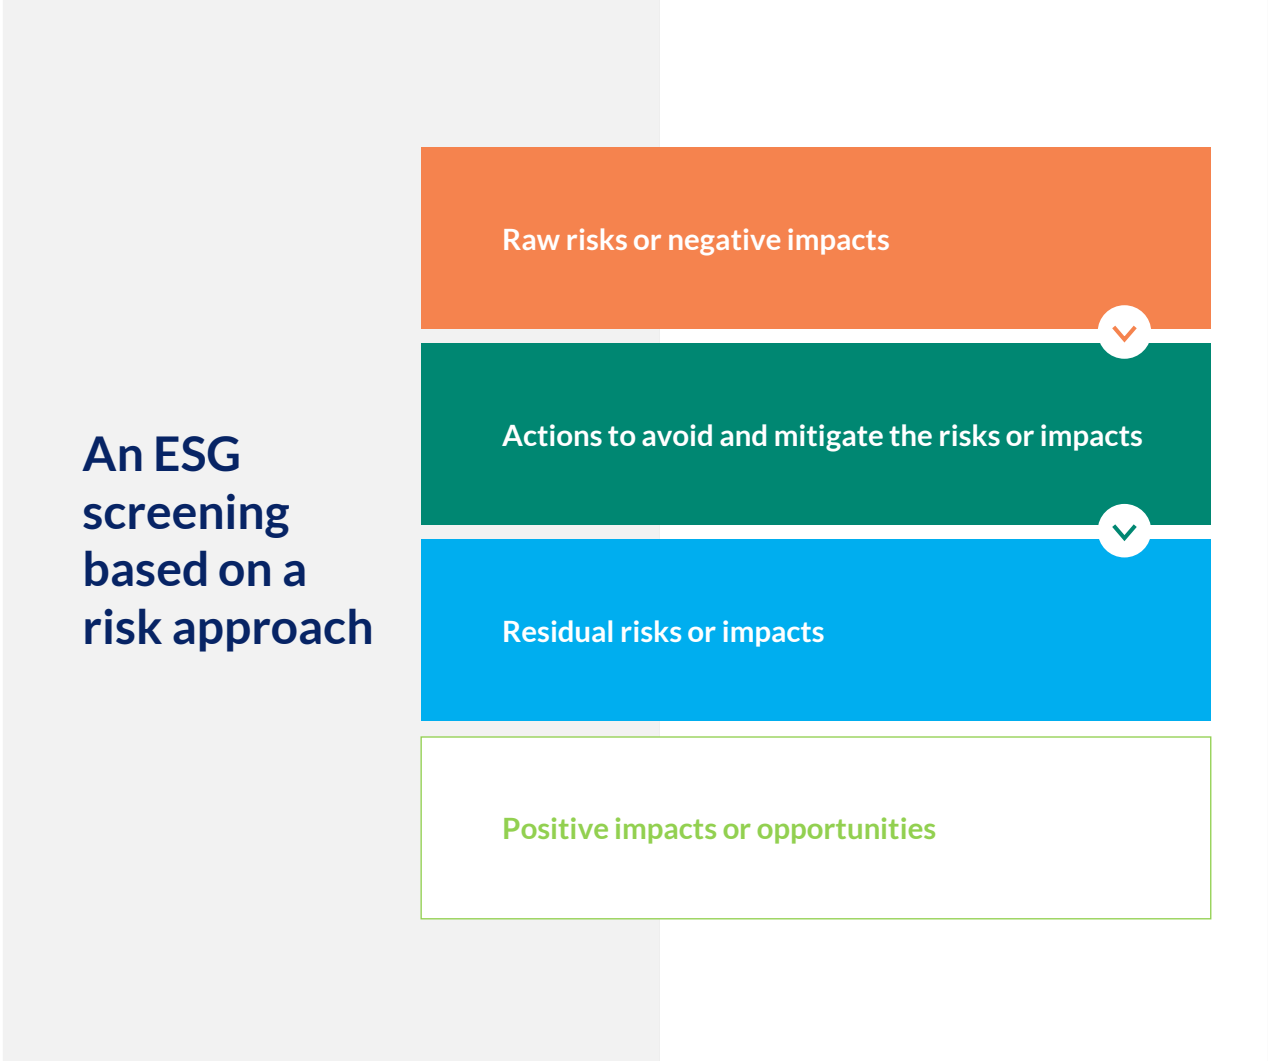 An ESG
screening
based on a
risk approach
Raw risks or negative impacts
Actions to avoid and mitigate the risks or impacts
Residual risks or impacts
Positive impacts or opportunities